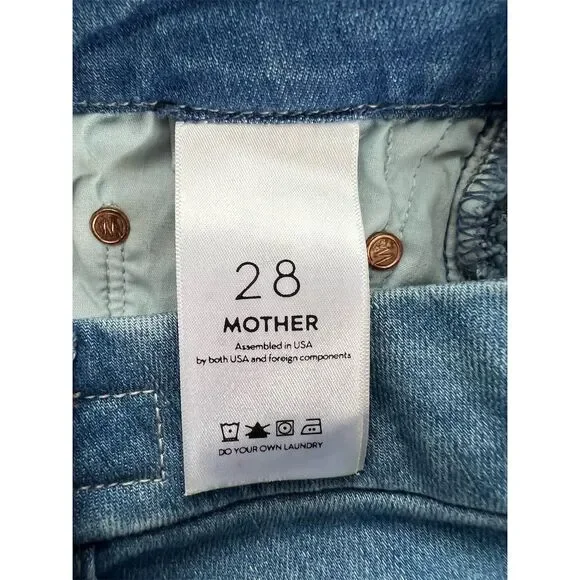 28
MOTHER
Assembled in USA
by both USA and foreign components
DO YOUR OWN LAUNDRY